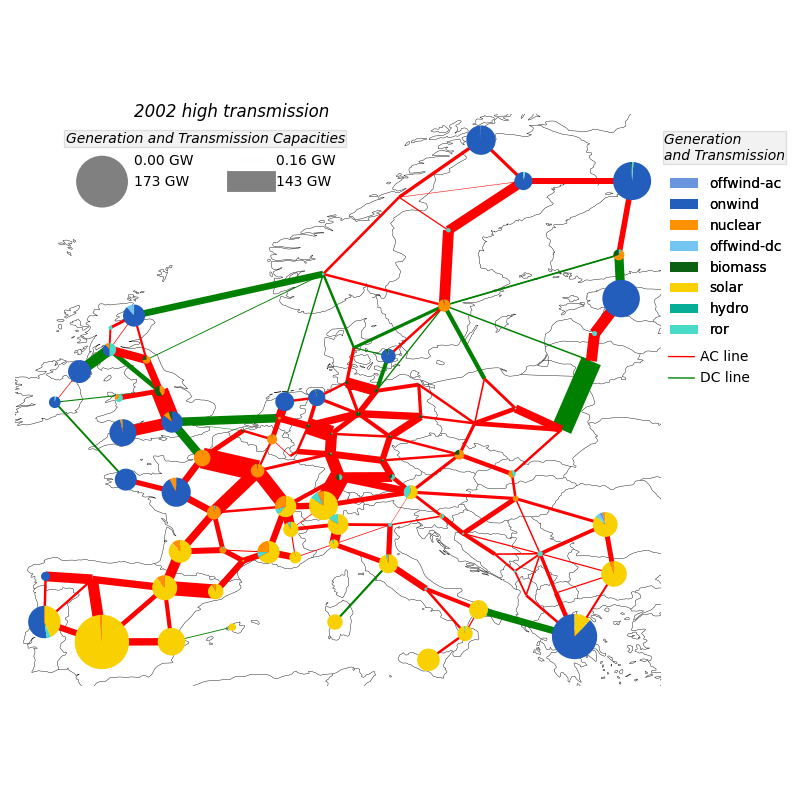 2002 high transmission
Generation and Transmission Capacities
0.00 GW
0.16 GW
173 GW
143 GW
Generation
and Transmission
offwind-ac
onwind
nuclear
offwind-dc
biomass
solar
hydro
ror
AC line
DC line